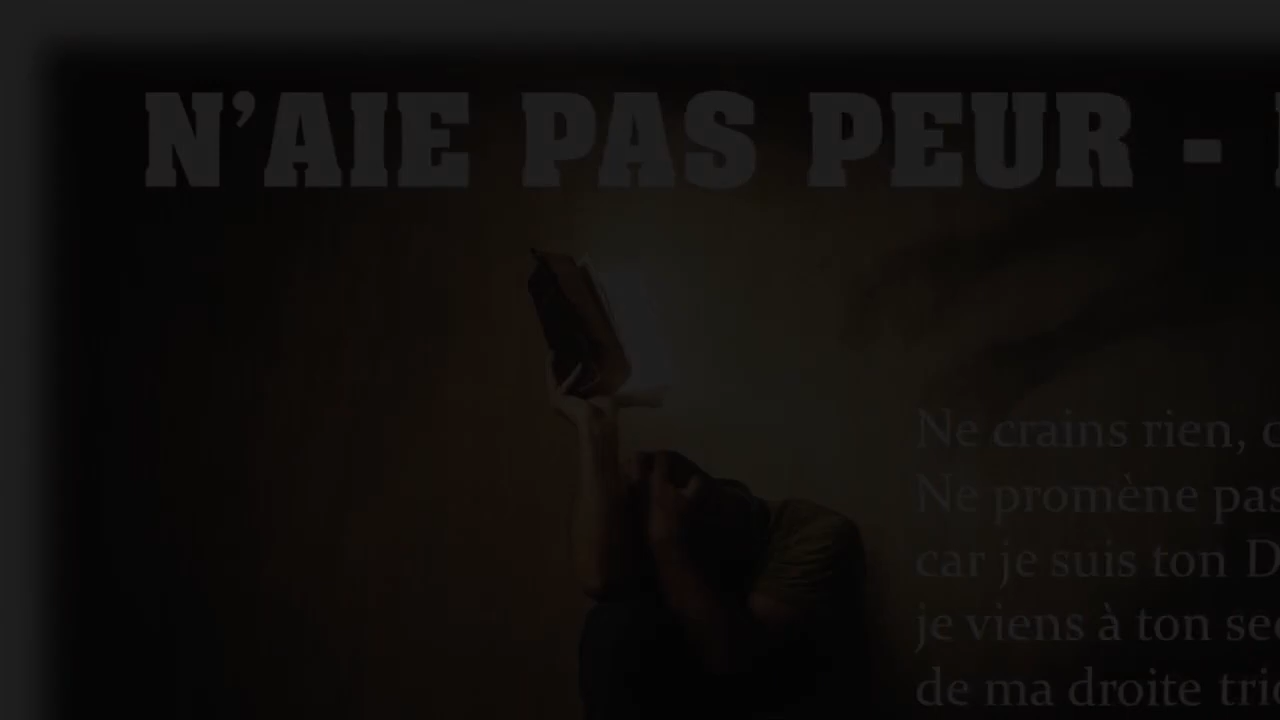 N'AIE PAS PEUR -
Ne crains rien,
Ne promène pas
car je suis ton
je viens à ton
de ma droite